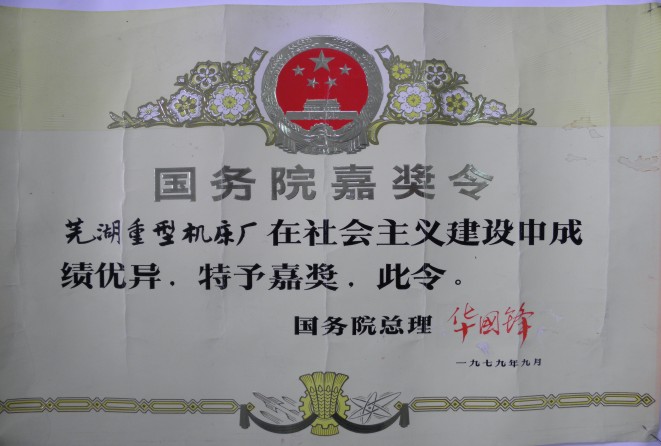 国务院嘉奖令
芜湖重型机床厂在社会主义建设中成
绩优异．特予嘉奖．此令。
国务院总理 华國锋
一九七九年九月